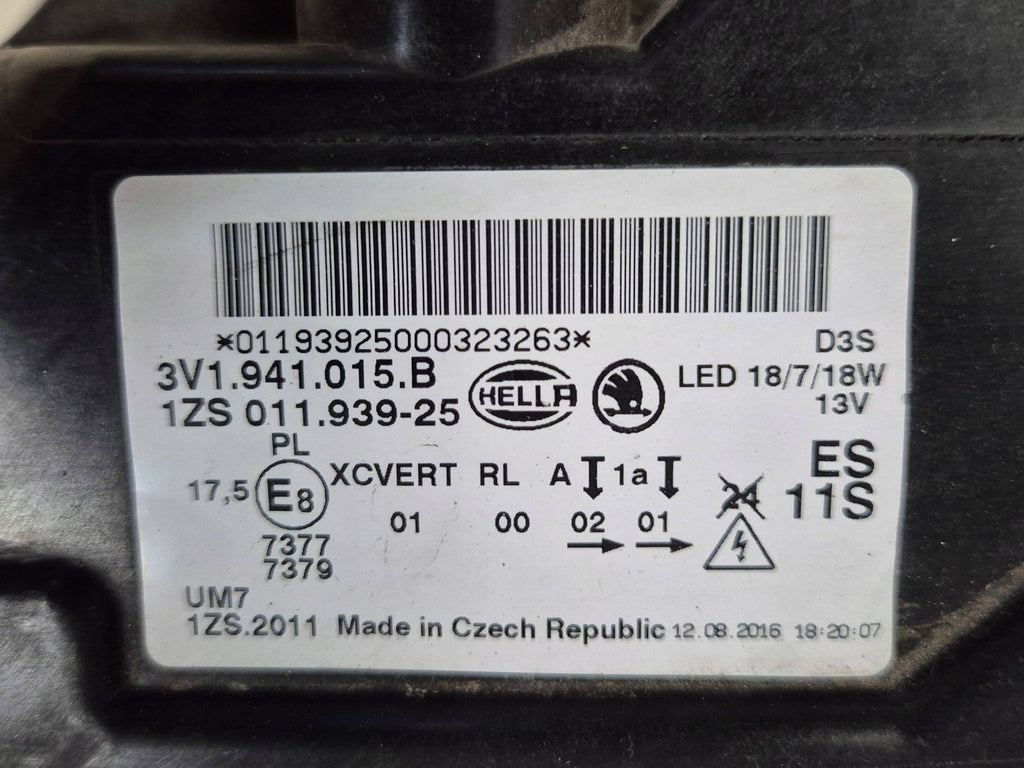 *01193925000323263*
D3S
3V1.941.015.B
HELLA
LED 18/7/18W
1ZS 011.939-25
13V
PL
17,5 E8
XCVERT RL A 1a
24
ES
11S
01 00 02 01
7377
7379
UM7
1ZS.2011 Made in Czech Republic 12.08.2016 18:20:07